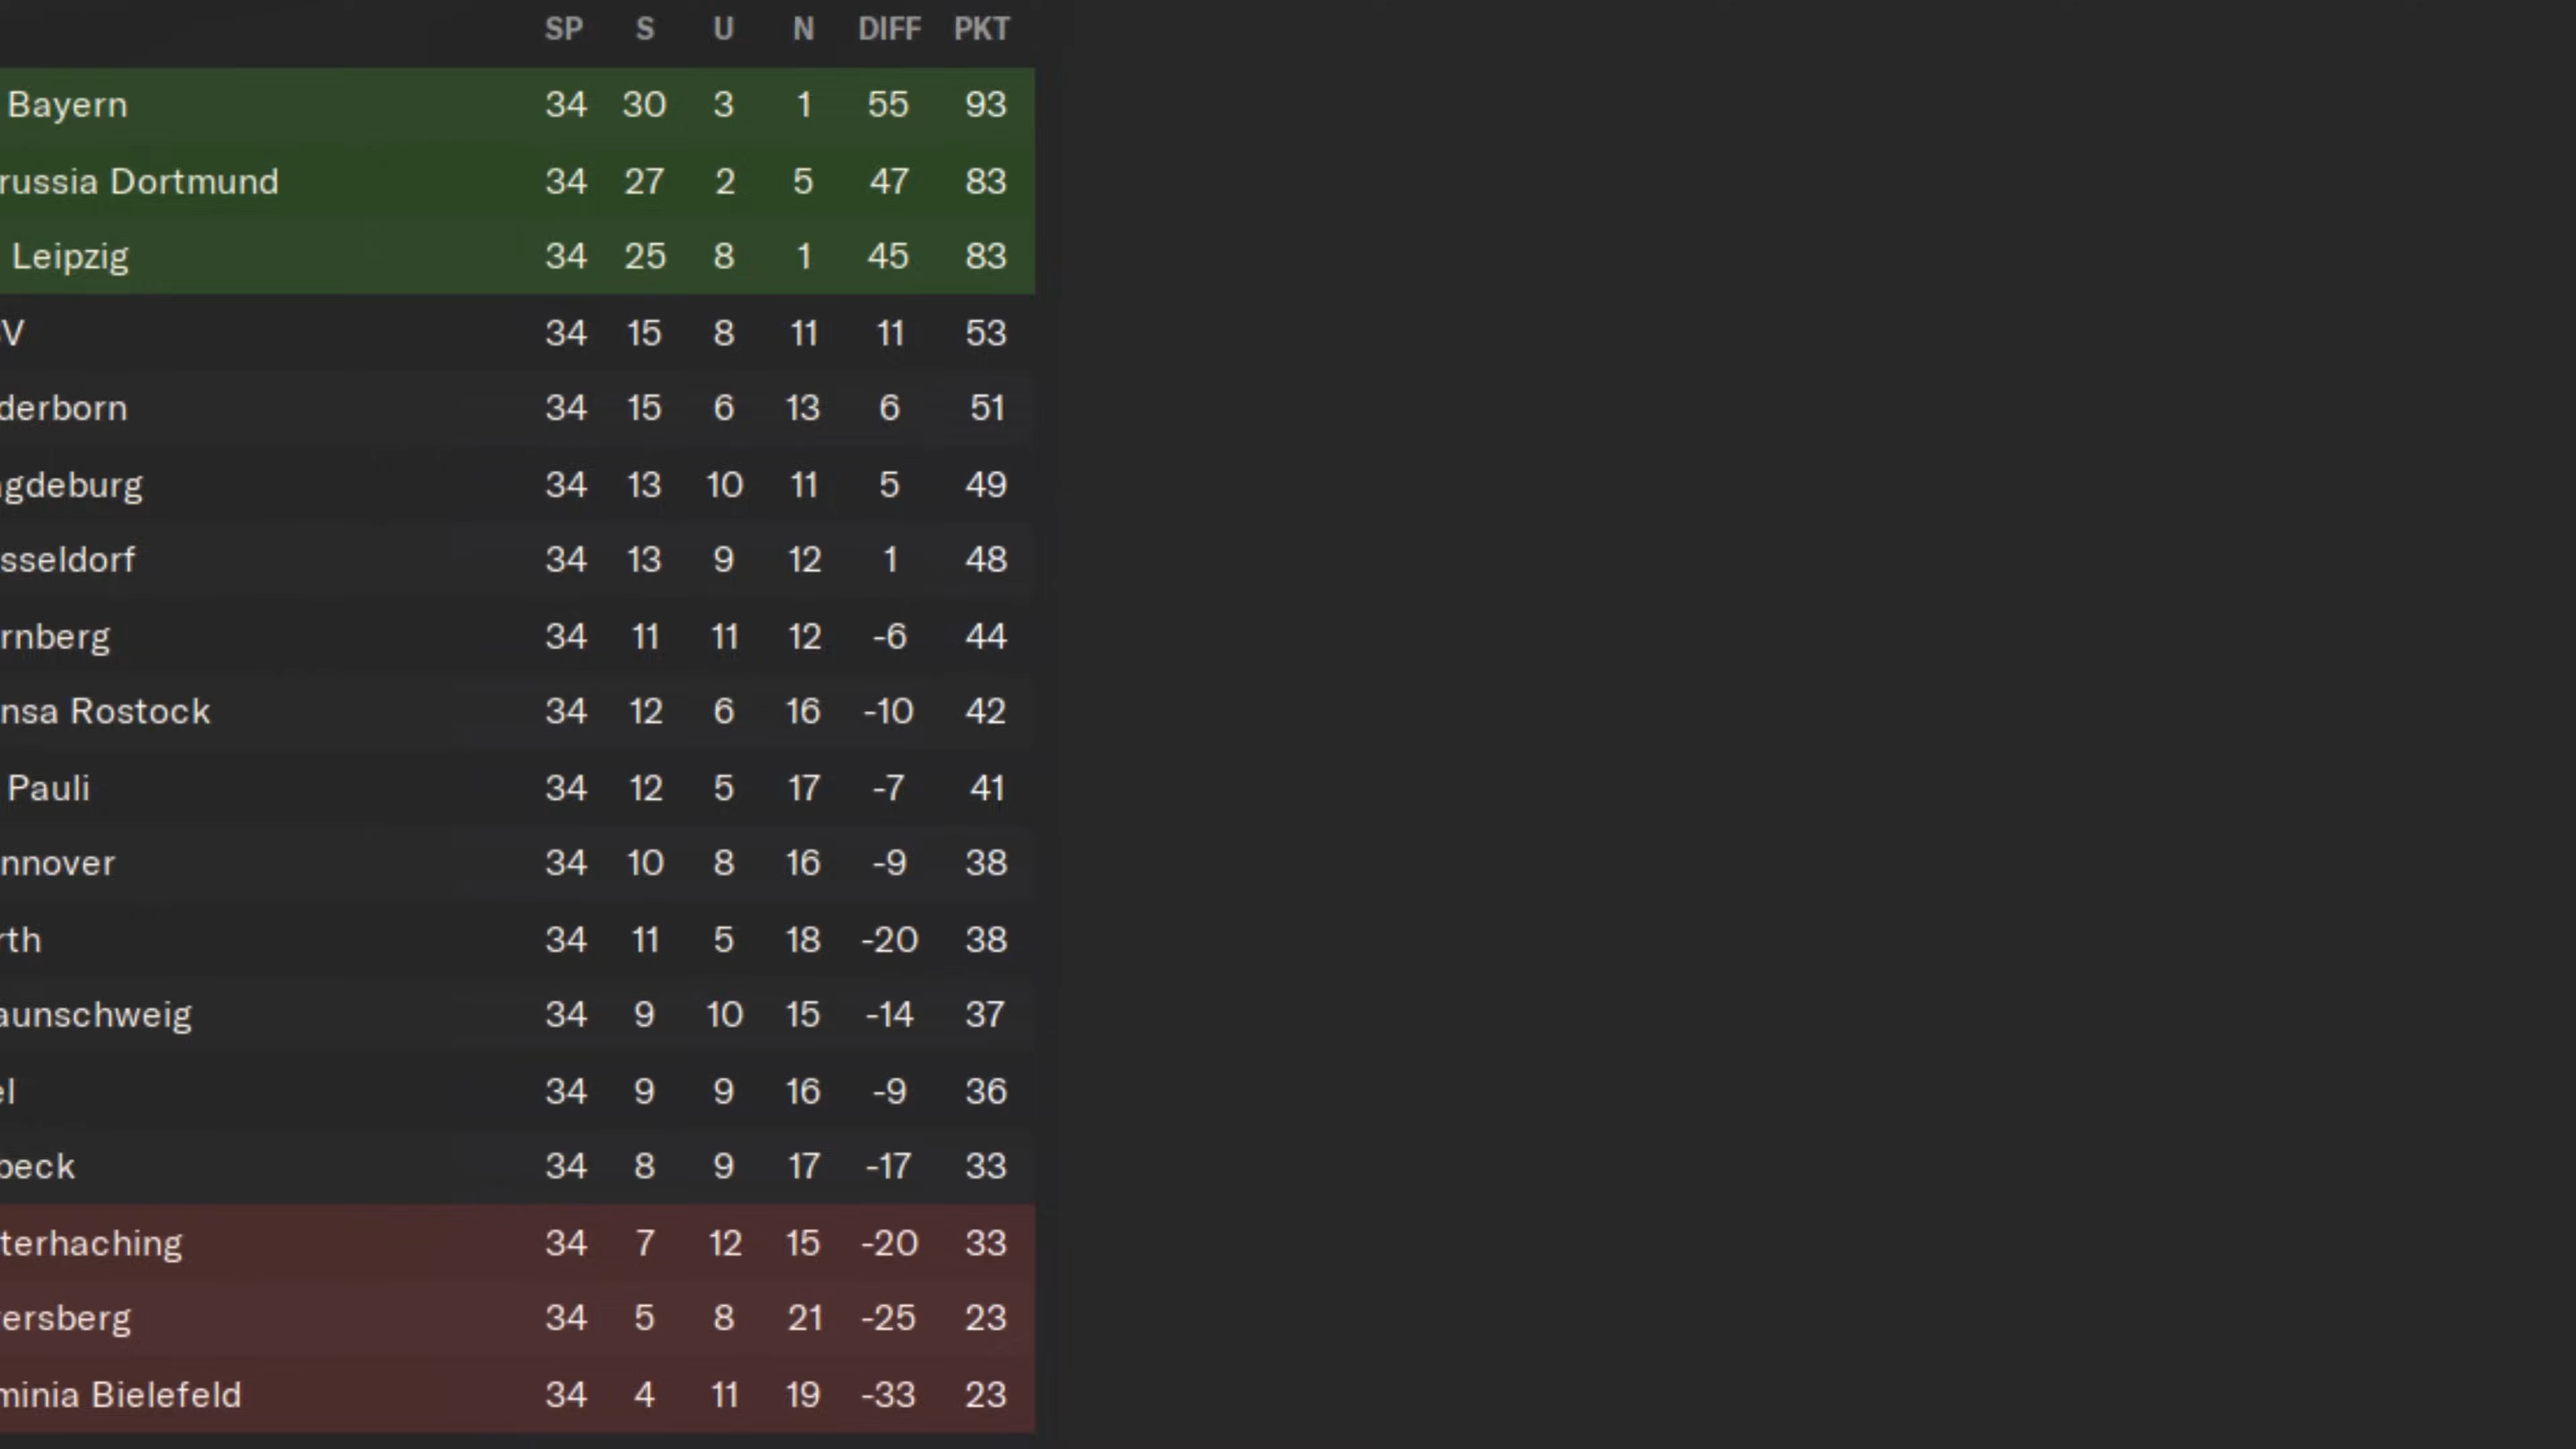 SP S U N DIFF PKT
Bayern 34 30 3 1 55 93
russia Dortmund 34 27 2 5 47 83
Leipzig 34 25 8 1 45 83
V 34 15 8 11 11 53
derborn 34 15 6 13 6 51
gdeburg 34 13 10 11 5 49
sseldorf 34 13 9 12 1 48
rnberg 34 11 11 12 -6 44
nsa Rostock 34 12 6 16 -10 42
Pauli 34 12 5 17 -7 41
nnover 34 10 8 16 -9 38
rth 34 11 5 18 -20 38
aunschweig 34 9 10 15 -14 37
el 34 9 9 16 -9 36
beck 34 8 9 17 -17 33
terhaching 34 7 12 15 -20 33
ersberg 34 5 8 21 -25 23
minia Bielefeld 34 4 11 19 -33 23